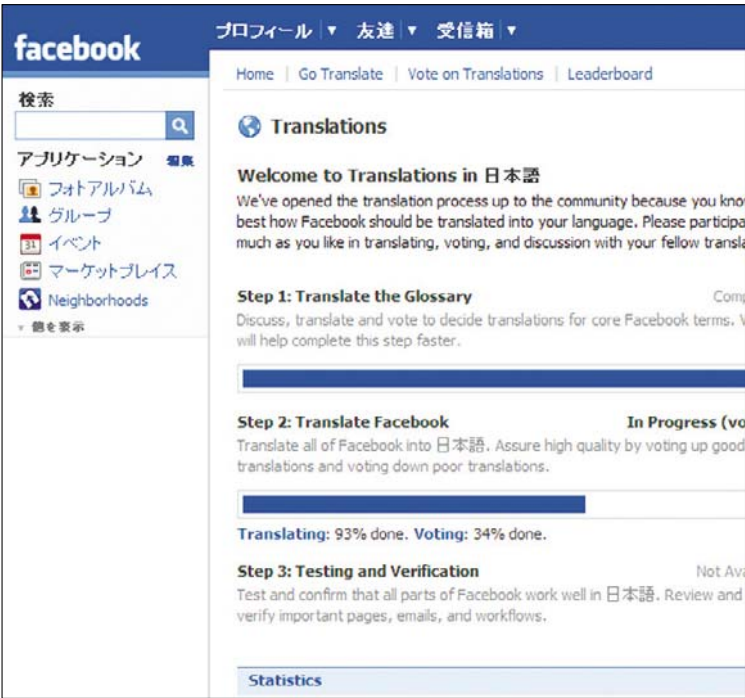 facebook
プロフィール ▼ 友達 ▼ 受信箱 ▼
検索
アプリケーション 編集
フォトアルバム
グループ
31 イベント
マーケットプレイス
Neighborhoods
▼ 他を表示
Home | Go Translate | Vote on Translations | Leaderboard
Translations
Welcome to Translations in 日本語
We've opened the translation process up to the community because you know
best how Facebook should be translated into your language. Please participa
much as you like in translating, voting, and discussion with your fellow transla
Step 1: Translate the Glossary Comp
Discuss, translate and vote to decide translations for core Facebook terms. V
will help complete this step faster.
Step 2: Translate Facebook In Progress (vo
Translate all of Facebook into 日本語. Assure high quality by voting up good
translations and voting down poor translations.
Translating: 93% done. Voting: 34% done.
Step 3: Testing and Verification Not Ava
Test and confirm that all parts of Facebook work well in 日本語. Review and
verify important pages, emails, and workflows.
Statistics